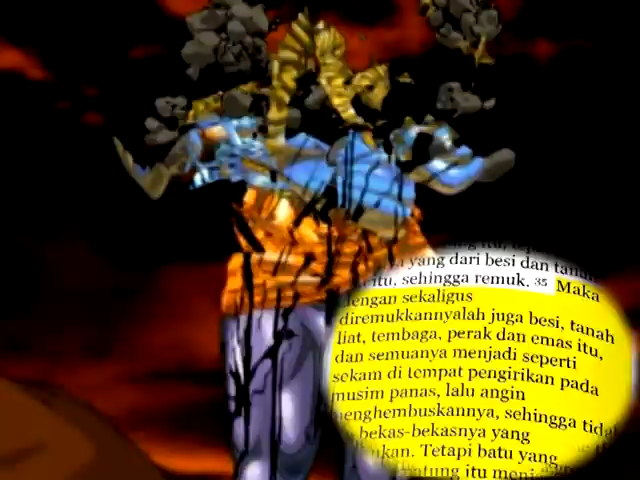 yang dari besi dan tanah
itu, sehingga remuk. 35 Maka
dengan sekaligus
diremukkannyalah juga besi, tanah
liat, tembaga, perak dan emas itu,
dan semuanya menjadi seperti
sekam di tempat pengirikan pada
musim panas, lalu angin
menghembuskannya, sehingga
bekas-bekasnya yang
Tetapi batu yang
itu